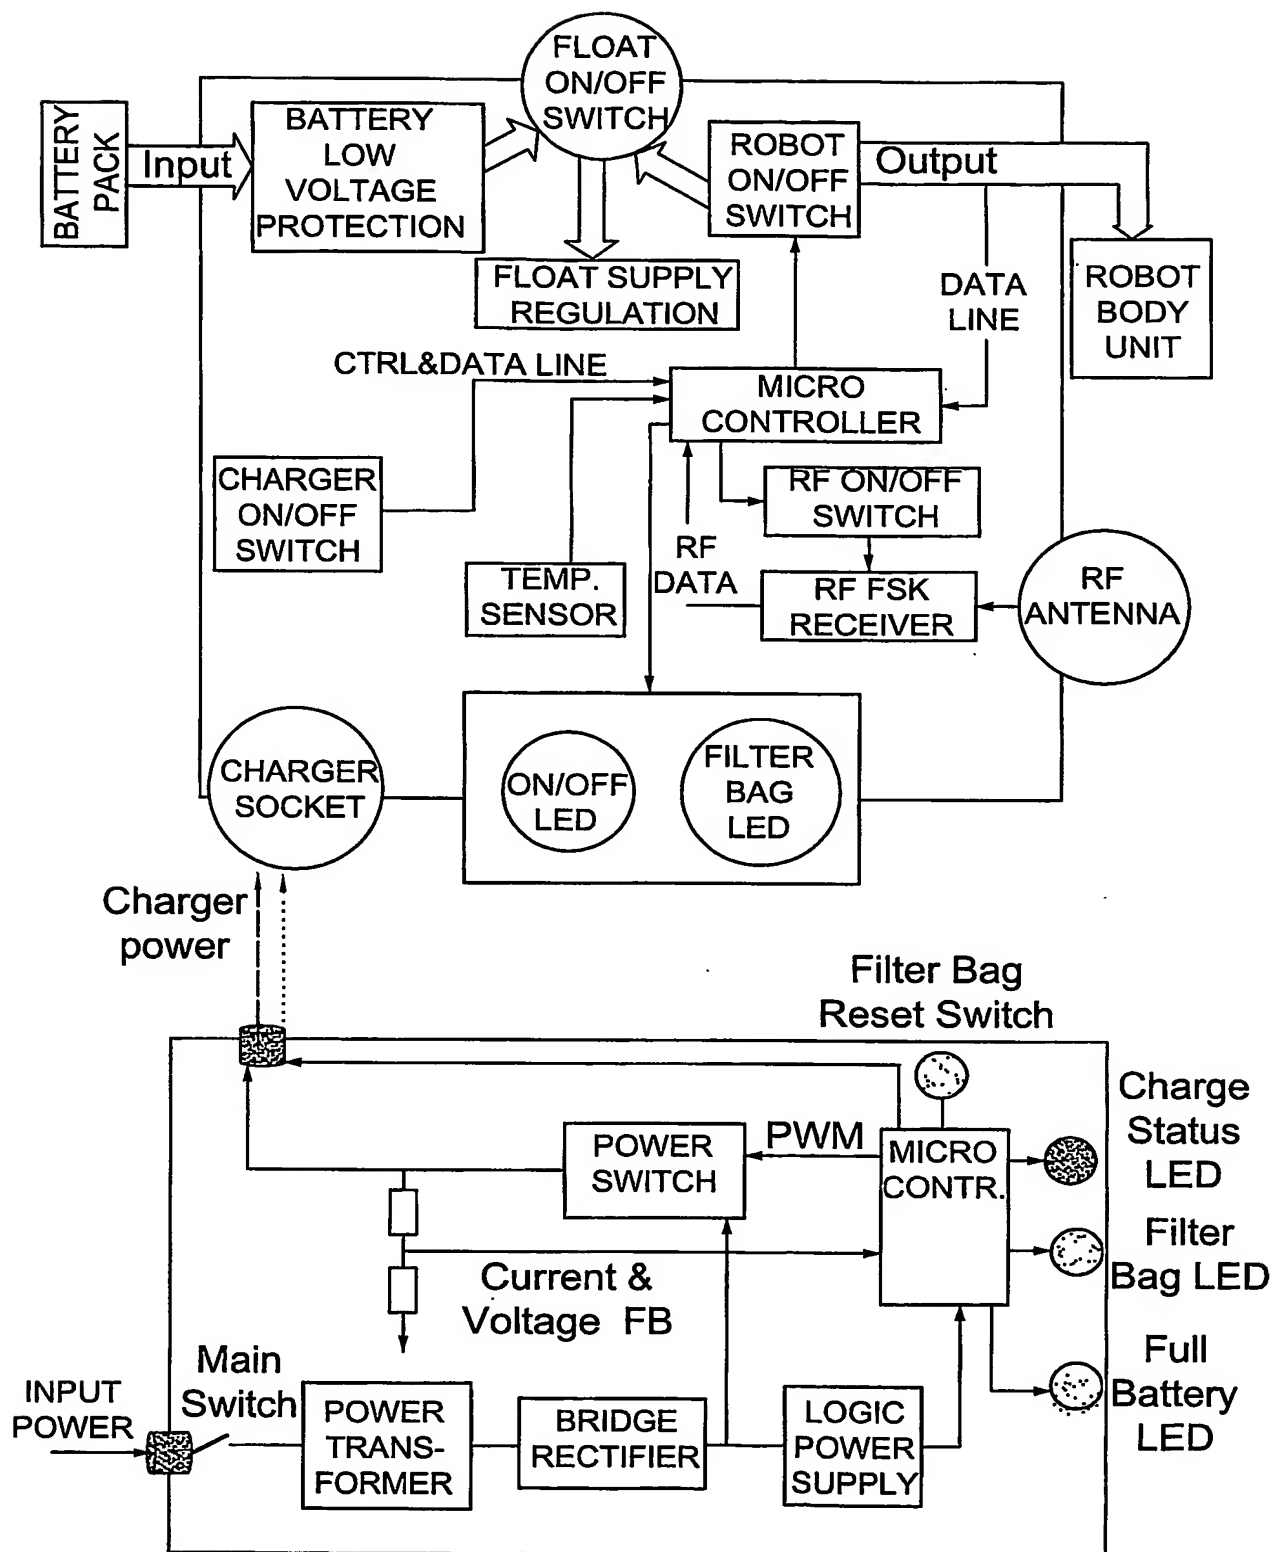 FLOAT
ON/OFF
SWITCH
BATTERY
PACK
Input
BATTERY
LOW
VOLTAGE
PROTECTION
ROBOT
ON/OFF
SWITCH
Output
FLOAT SUPPLY
REGULATION
DATA
LINE
ROBOT
BODY
UNIT
CTRL&DATA LINE
MICRO
CONTROLLER
CHARGER
ON/OFF
SWITCH
RF ON/OFF
SWITCH
TEMP.
SENSOR
RF
DATA
RF FSK
RECEIVER
RF
ANTENNA
CHARGER
SOCKET
ON/OFF
LED
FILTER
BAG
LED
Charger
power
Filter Bag
Reset Switch
POWER
SWITCH
PWM
MICRO
CONTR.
Charge
Status
LED
Filter
Bag LED
Current &
Voltage FB
Full
Battery
LED
INPUT
POWER
Main
Switch
POWER
TRANS-
FORMER
BRIDGE
RECTIFIER
LOGIC
POWER
SUPPLY